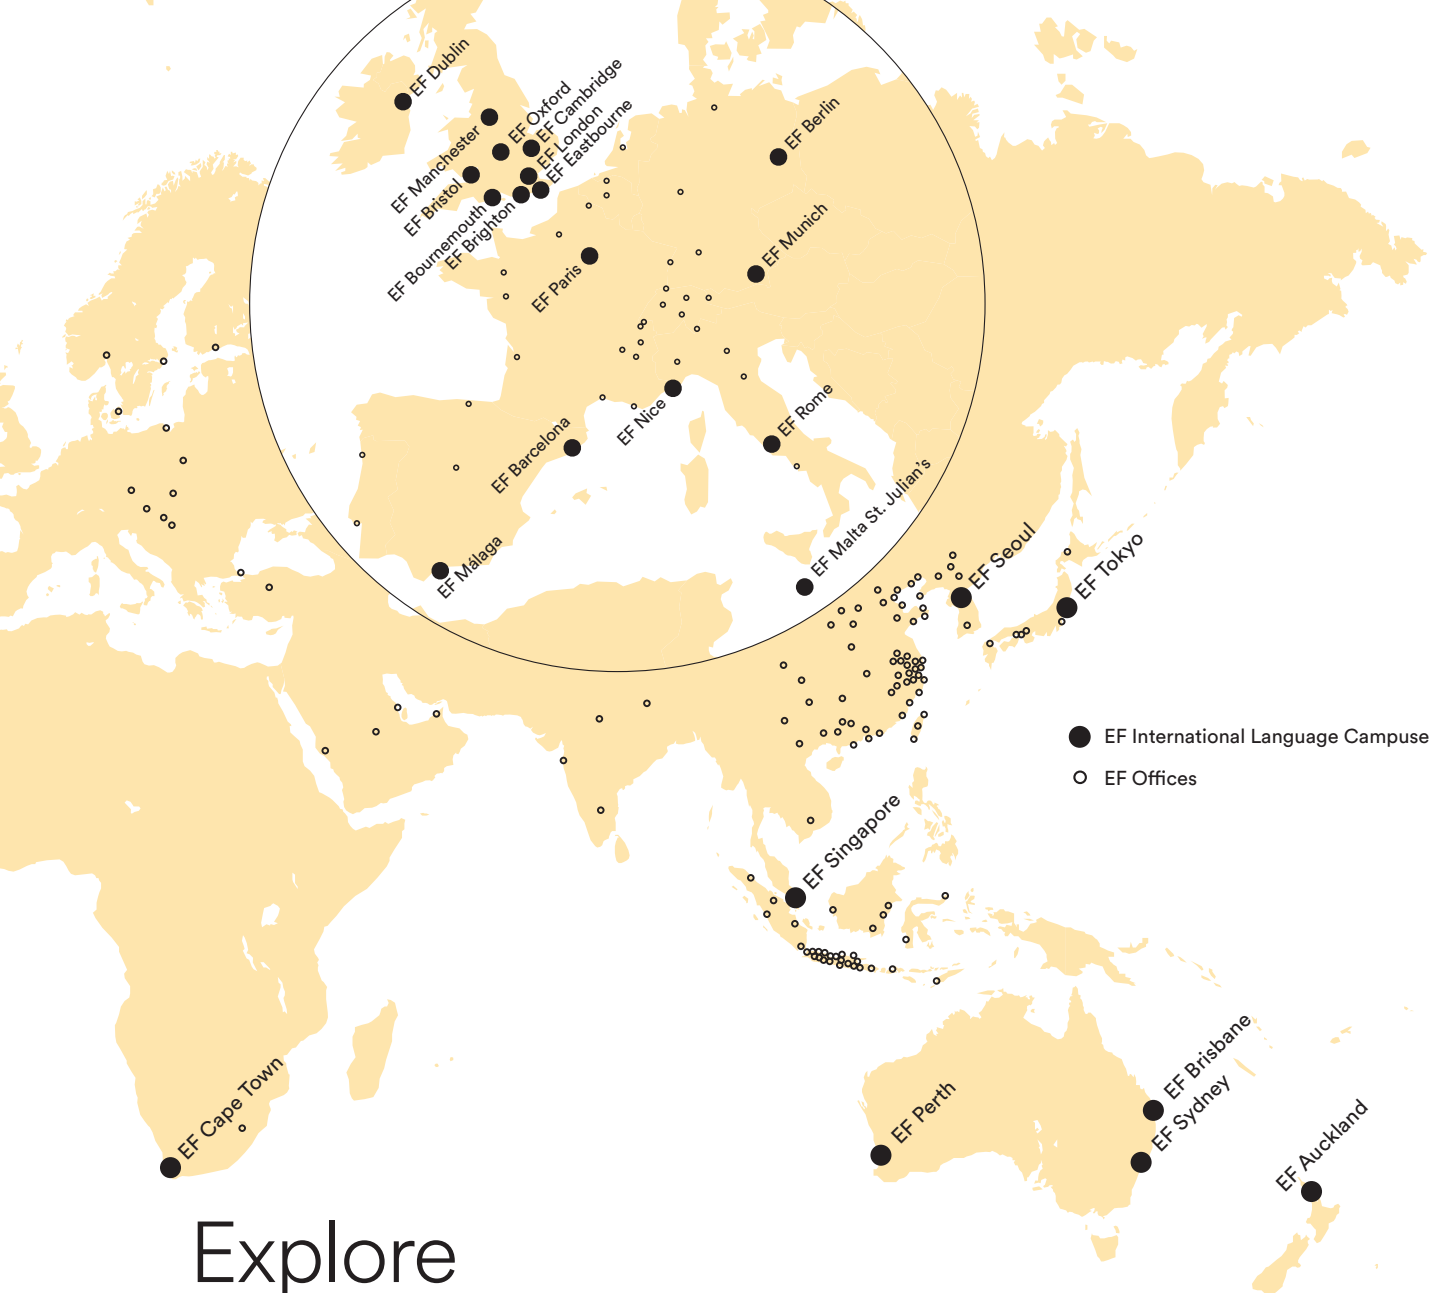 EF Dublin
EF Oxford
EF Cambridge
EF London
EF Eastbourne
EF Manchester
EF Bristol
EF Bournemouth
EF Brighton
EF Berlin
EF Munich
EF Paris
EF Nice
EF Rome
EF Barcelona
EF Málaga
EF Malta St. Julian's
EF Seoul
EF Tokyo
EF International Language Campuse
EF Offices
EF Singapore
EF Cape Town
EF Perth
EF Brisbane
EF Sydney
EF Auckland
Explore